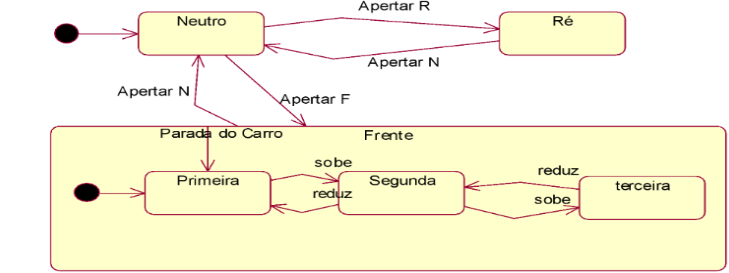 Apertar R
Neutro
Ré
Apertar N
Apertar N
Apertar F
Parada do Carro
Frente
sobe
reduz
Primeira
Segunda
terceira
reduz
sobe